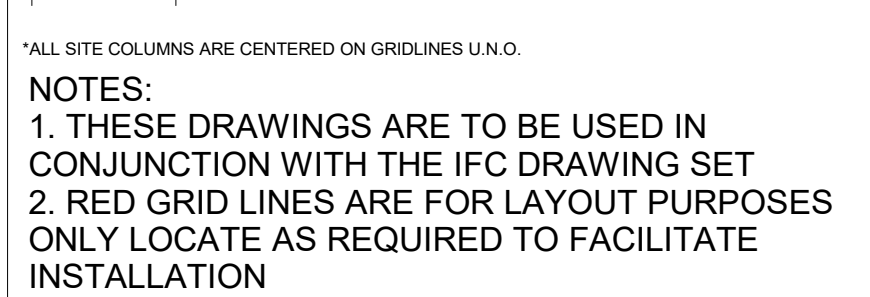 *ALL SITE COLUMNS ARE CENTERED ON GRIDLINES U.N.O.
NOTES:
1. THESE DRAWINGS ARE TO BE USED IN
CONJUNCTION WITH THE IFC DRAWING SET
2. RED GRID LINES ARE FOR LAYOUT PURPOSES
ONLY LOCATE AS REQUIRED TO FACILITATE
INSTALLATION